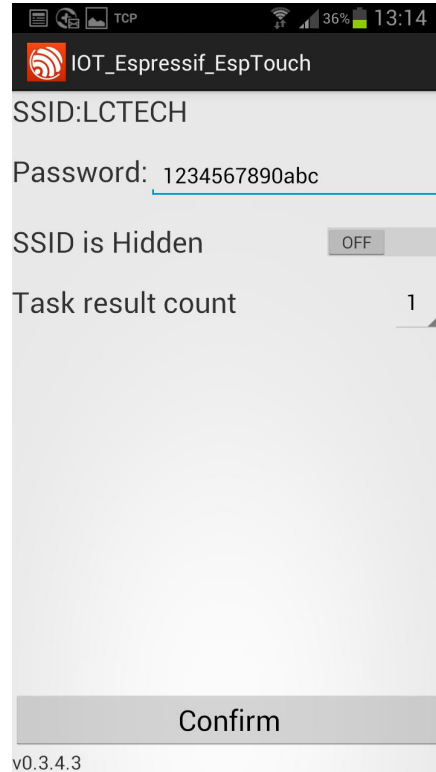 TCP 36% 13:14
IOT_Espressif_EspTouch
SSID:LCTECH
Password: 1234567890abc
SSID is Hidden OFF
Task result count 1
Confirm
v0.3.4.3